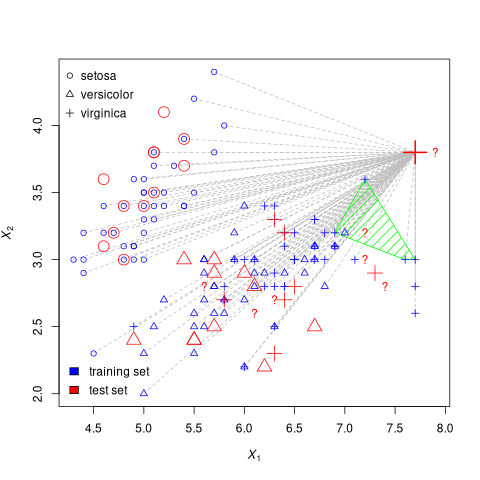 setosa
versicolor
virginica
?
?
?
?
?
?
?
training set
test set
2.0
2.5
3.0
3.5
4.0
X2
4.5
5.0
5.5
6.0
6.5
7.0
7.5
8.0
X1